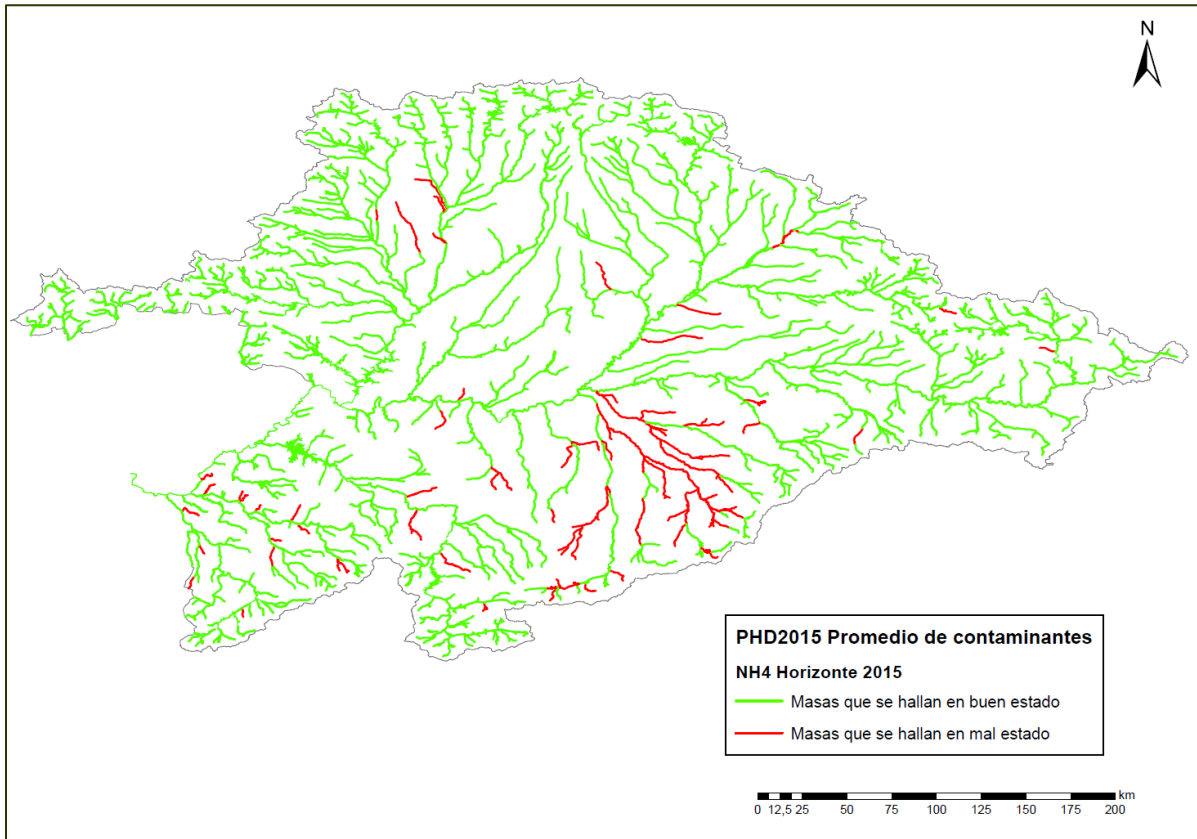 N
PHD2015 Promedio de contaminantes
NH4 Horizonte 2015
Masas que se hallan en buen estado
Masas que se hallan en mal estado
km
0 12,5 25 50 75 100 125 150 175 200